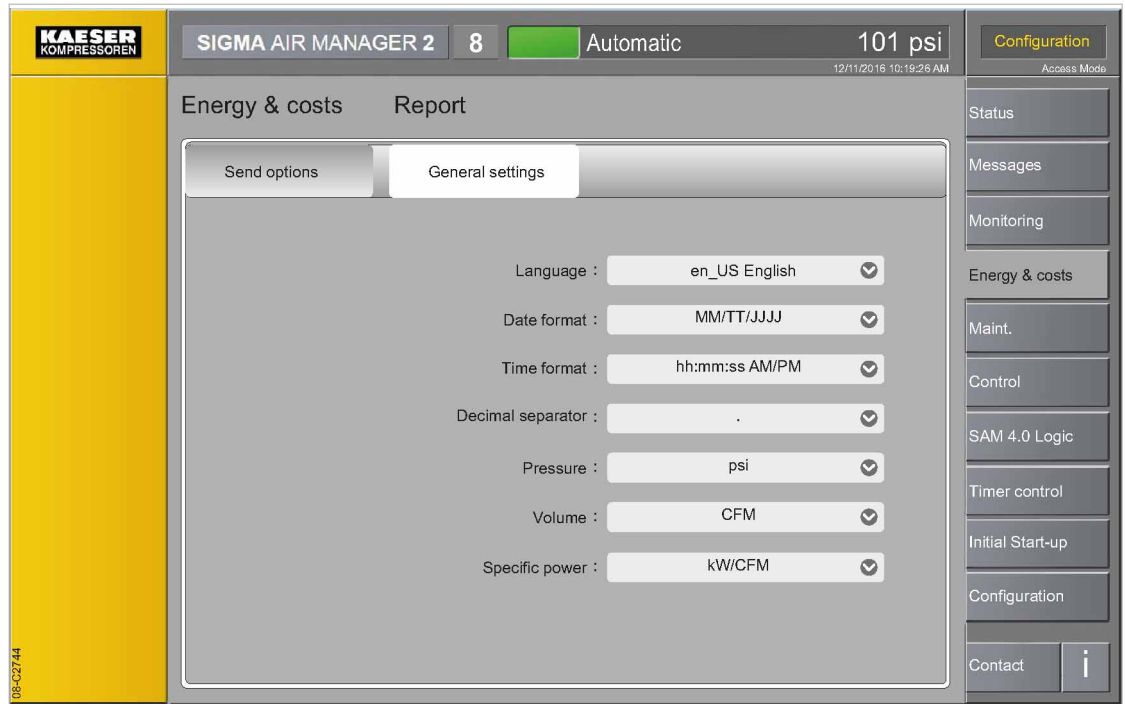 KAESER
KOMPRESSOREN
SIGMA AIR MANAGER 2 8 Automatic 101 psi
12/11/2016 10:19:26 AM
Configuration
Access Mode
Energy & costs Report
Send options General settings
Language : en_US English
Date format : MM/TT/JJJJ
Time format : hh:mm:ss AM/PM
Decimal separator : .
Pressure : psi
Volume : CFM
Specific power : kW/CFM
Status
Messages
Monitoring
Energy & costs
Maint.
Control
SAM 4.0 Logic
Timer control
Initial Start-up
Configuration
Contact i
08-C2744